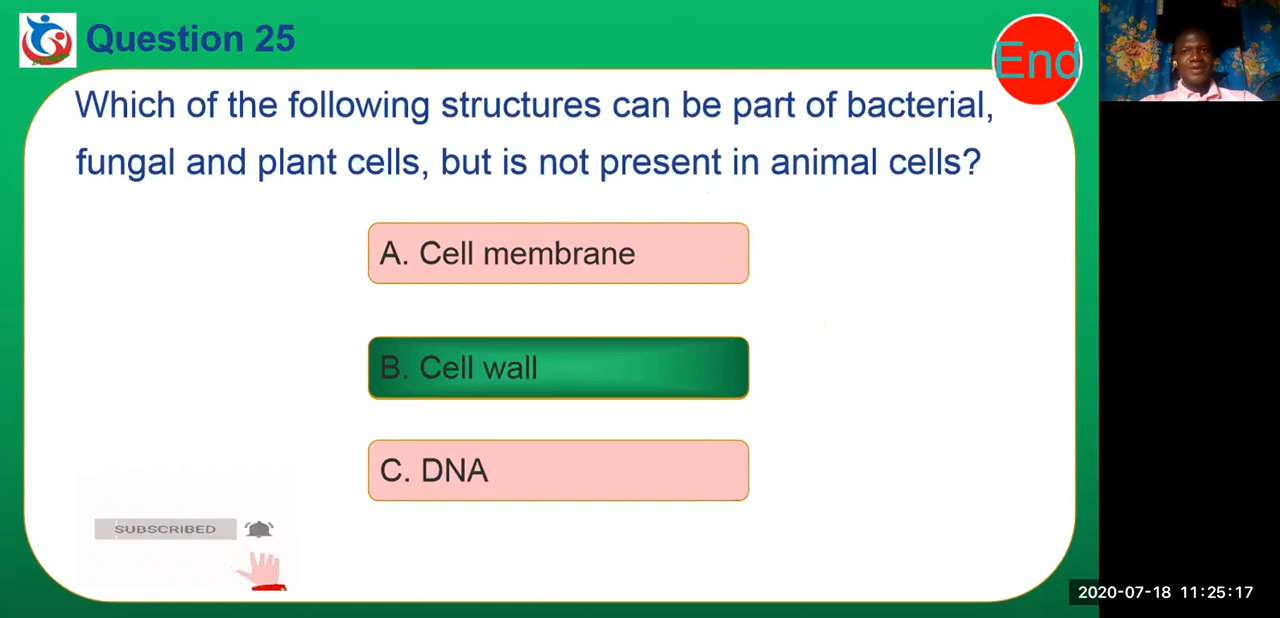 Question 25
End
Which of the following structures can be part of bacterial,
fungal and plant cells, but is not present in animal cells?
A. Cell membrane
B. Cell wall
C. DNA
SUBSCRIBED
2020-07-18 11:25:17